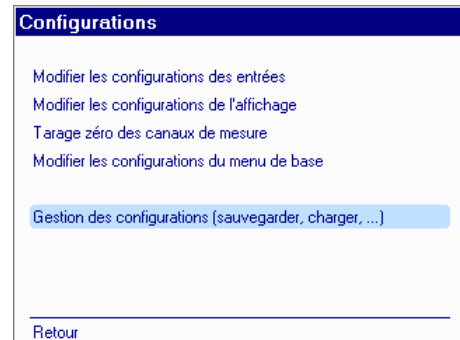 Configurations
Modifier les configurations des entrées
Modifier les configurations de l'affichage
Tarage zéro des canaux de mesure
Modifier les configurations du menu de base
Gestion des configurations (sauvegarder, charger, ...)
Retour